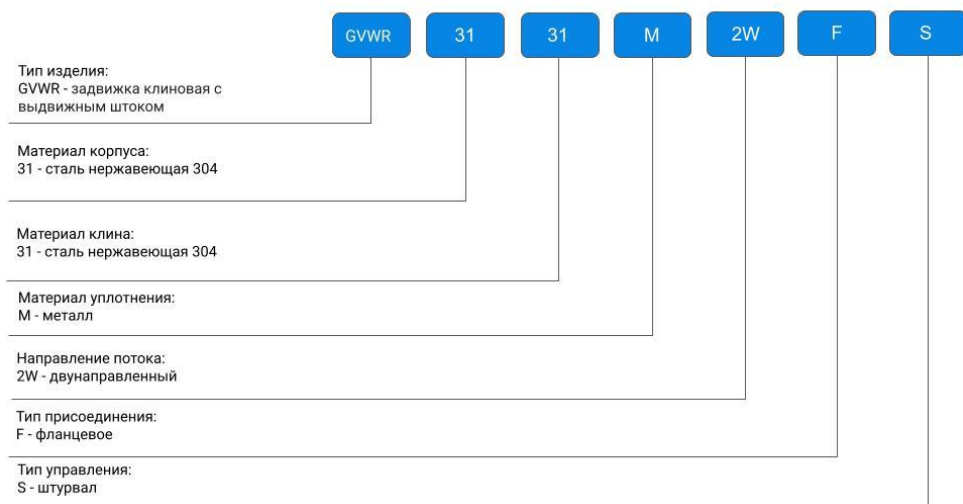 GVWR 31 31 M 2W F S
Тип изделия:
GVWR - задвижка клиновая с
выдвижным штоком
Материал корпуса:
31 - сталь нержавеющая 304
Материал клина:
31 - сталь нержавеющая 304
Материал уплотнения:
М - металл
Направление потока:
2W - двунаправленный
Тип присоединения:
F - фланцевое
Тип управления:
S - штурвал